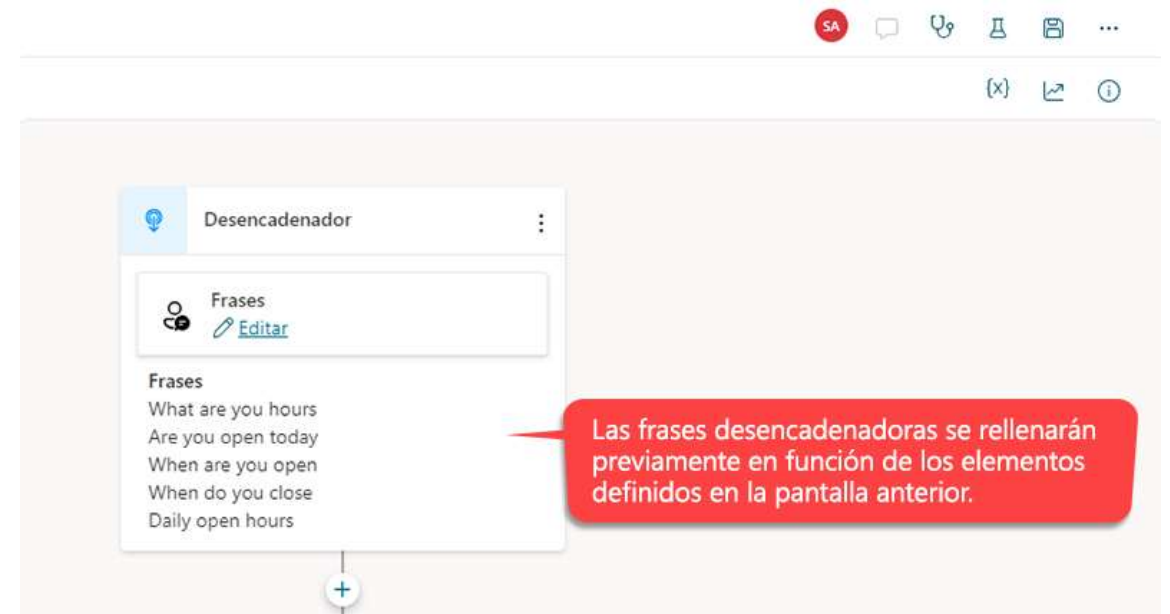 SA
{x}
Desencadenador
Frases
Editar
Frases
What are you hours
Are you open today
When are you open
When do you close
Daily open hours
Las frases desencadenadoras se rellenarán
previamente en función de los elementos
definidos en la pantalla anterior.